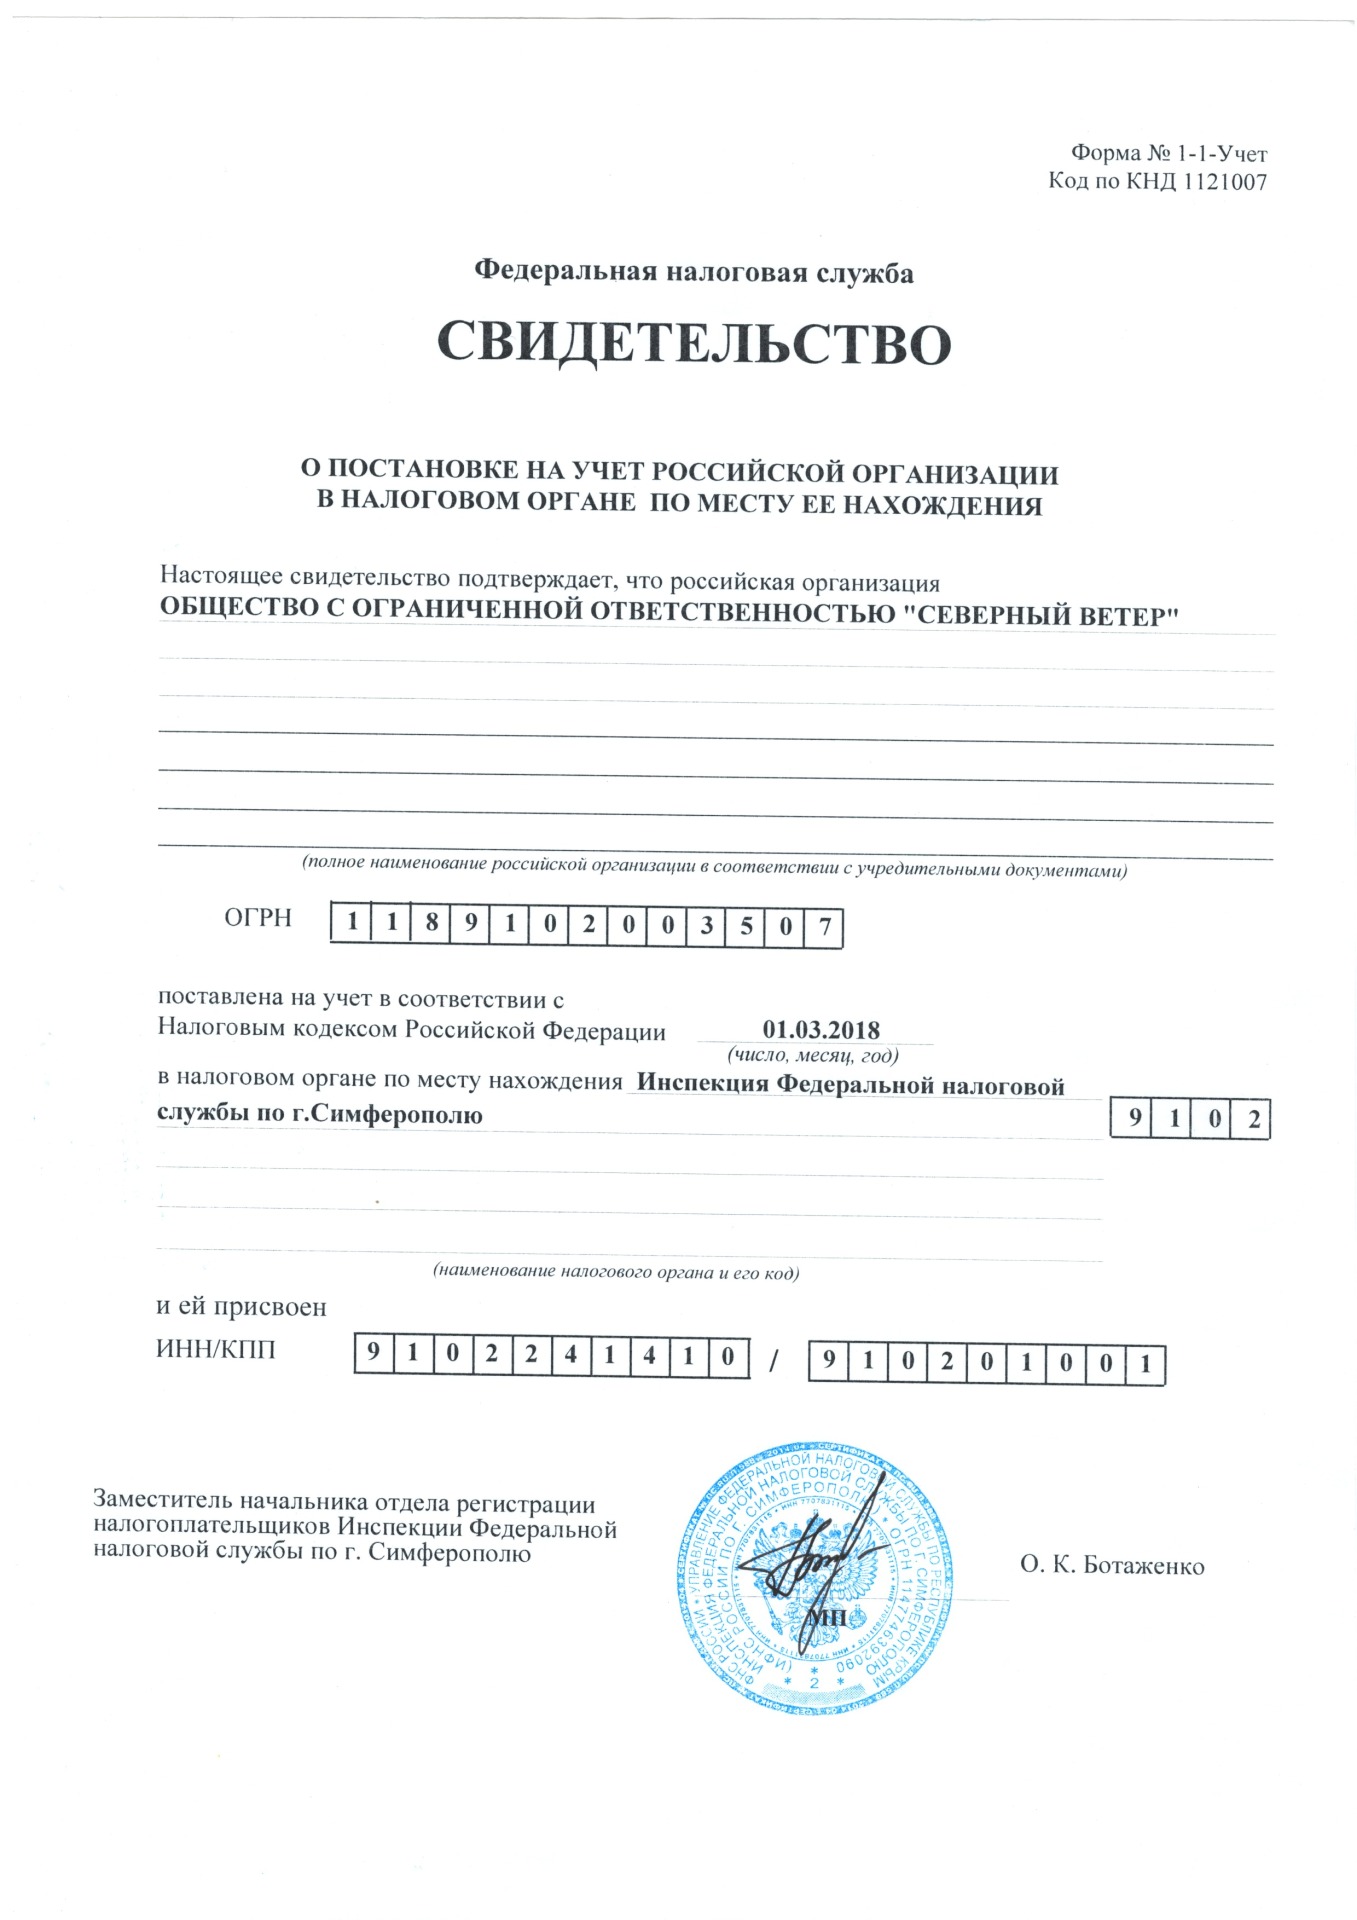 Форма № 1-1-Учет
Код по КНД 1121007
Федеральная налоговая служба
СВИДЕТЕЛЬСТВО
О ПОСТАНОВКЕ НА УЧЕТ РОССИЙСКОЙ ОРГАНИЗАЦИИ
В НАЛОГОВОМ ОРГАНЕ ПО МЕСТУ ЕЕ НАХОЖДЕНИЯ
Настоящее свидетельство подтверждает, что российская организация
ОБЩЕСТВО С ОГРАНИЧЕННОЙ ОТВЕТСТВЕННОСТЬЮ "СЕВЕРНЫЙ ВЕТЕР"
(полное наименование российской организации в соответствии с учредительными документами)
ОГРН 1 1 8 9 1 0 2 0 0 3 5 0 7
поставлена на учет в соответствии с
Налоговым кодексом Российской Федерации 01.03.2018
(число, месяц, год)
в налоговом органе по месту нахождения Инспекция Федеральной налоговой
службы по г.Симферополю 9 1 0 2
(наименование налогового органа и его код)
и ей присвоен
ИНН/КПП 9 1 0 2 2 4 1 4 1 0 / 9 1 0 2 0 1 0 0 1
Заместитель начальника отдела регистрации
налогоплательщиков Инспекции Федеральной
налоговой службы по г. Симферополю
О. К. Ботаженко
МП
ФНС РОССИИ * УПРАВЛЕНИЕ ФЕДЕРАЛЬНОЙ НАЛОГОВОЙ СЛУЖБЫ ПО РЕСПУБЛИКЕ КРЫМ
ИНСПЕКЦИЯ ФЕДЕРАЛЬНОЙ НАЛОГОВОЙ СЛУЖБЫ ПО Г. СИМФЕРОПОЛЮ
(ИФНС РОССИИ ПО Г. СИМФЕРОПОЛЮ) * ОГРН 1147746392090 *
* 2 *